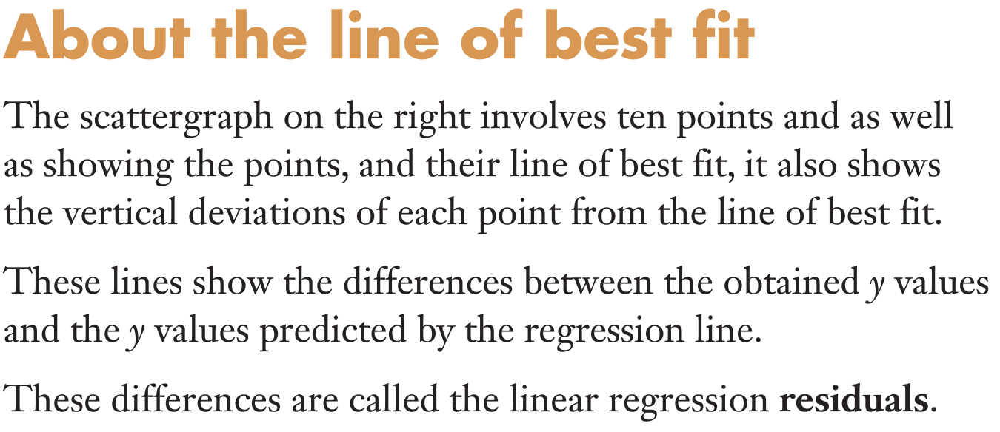 About the line of best fit
The scattergraph on the right involves ten points and as well
as showing the points, and their line of best fit, it also shows
the vertical deviations of each point from the line of best fit.
These lines show the differences between the obtained y values
and the y values predicted by the regression line.
These differences are called the linear regression residuals.